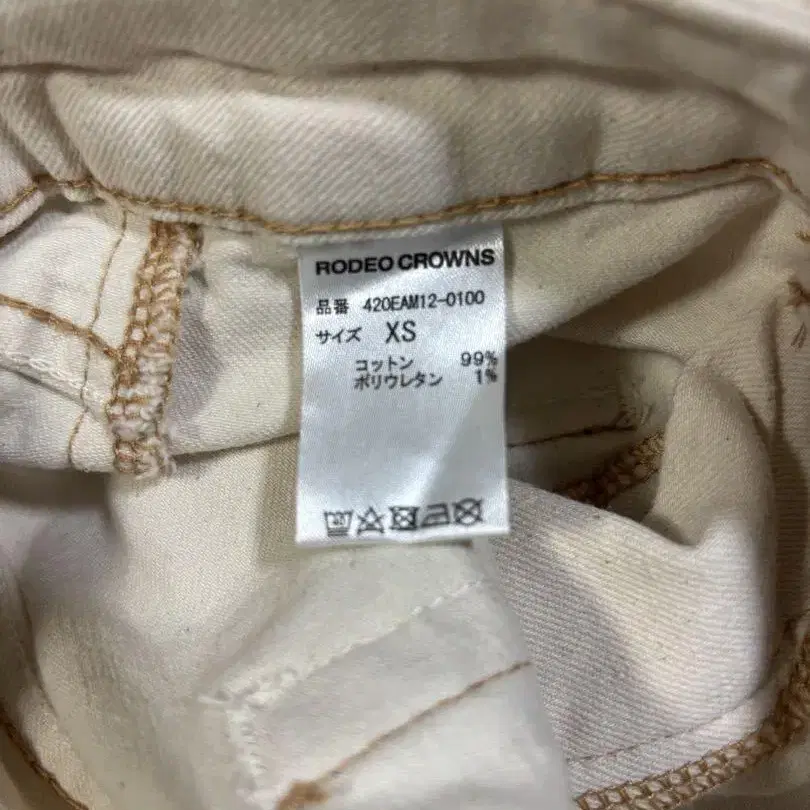 RODEO CROWNS
品番 420EAM12-0100
サイズ XS
コットン 99%
ポリウレタン 1%